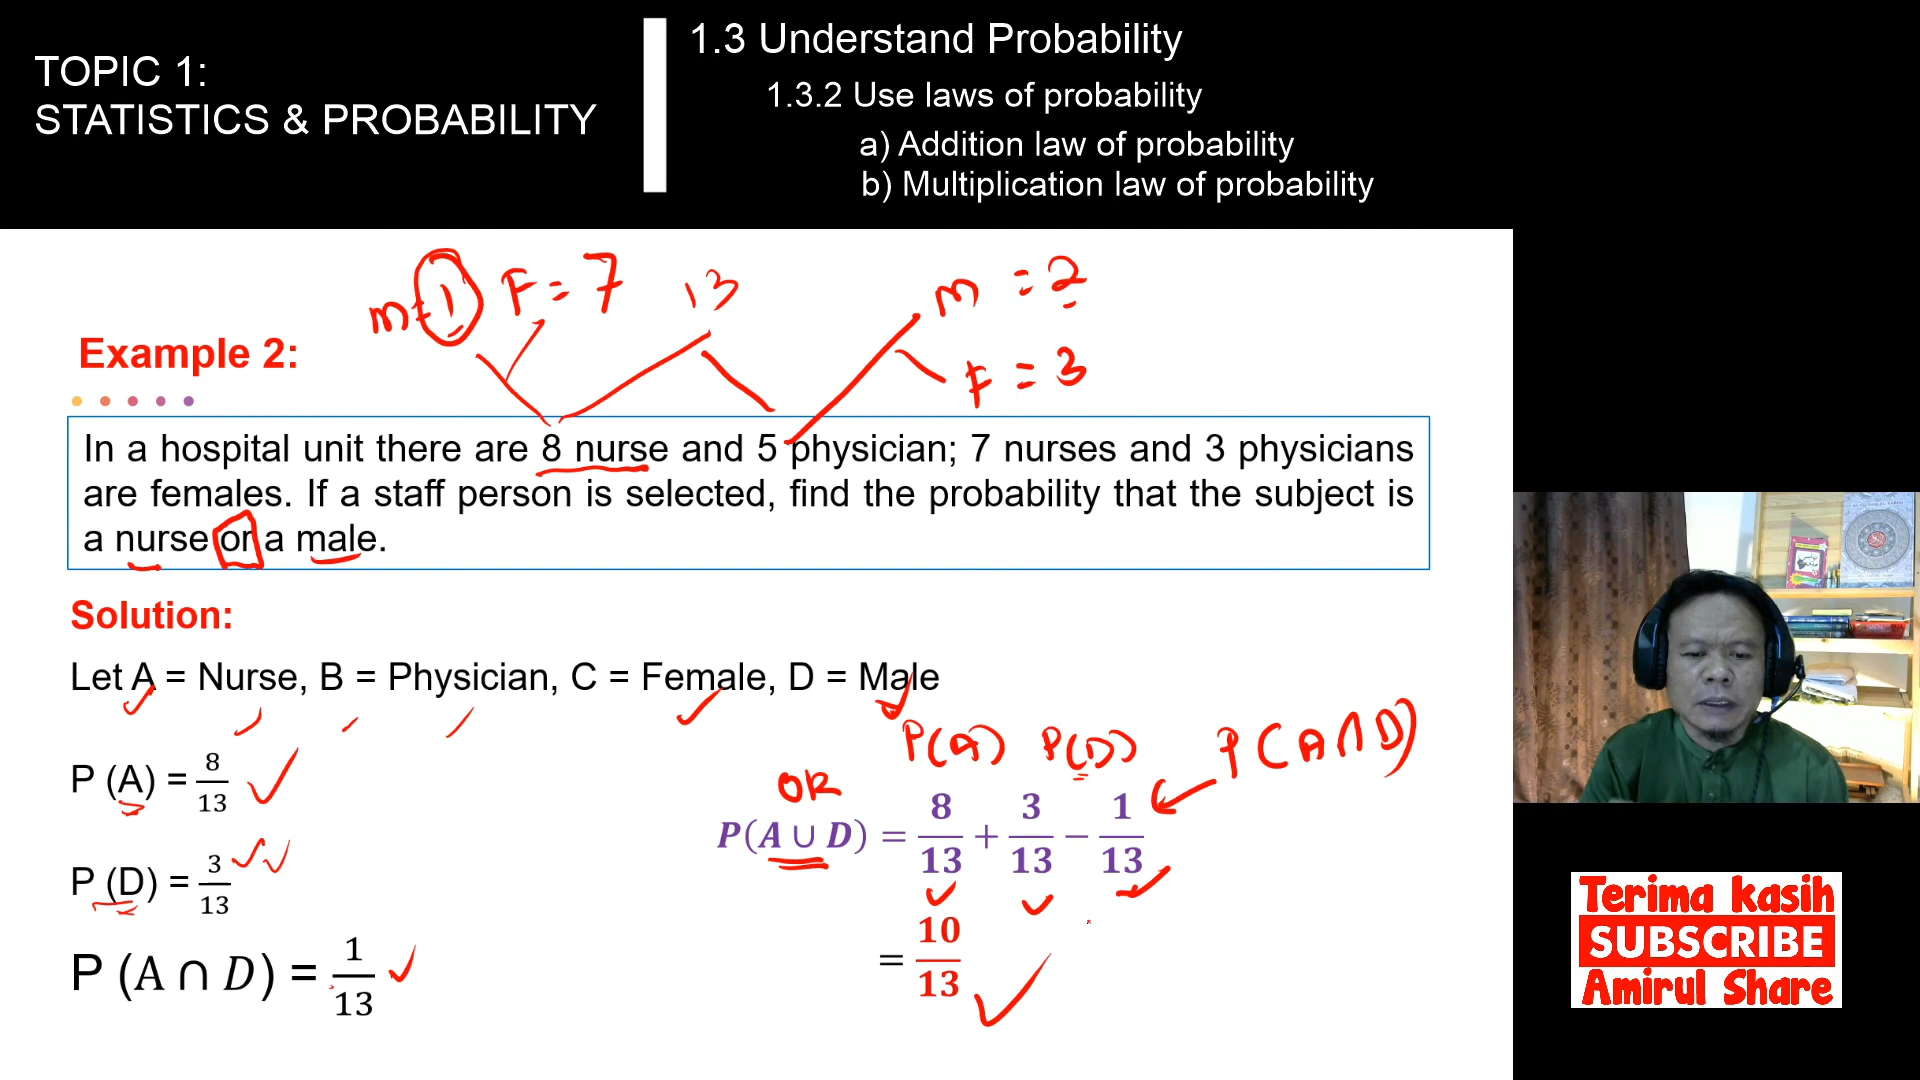 TOPIC 1:
STATISTICS & PROBABILITY
1.3 Understand Probability
1.3.2 Use laws of probability
a) Addition law of probability
b) Multiplication law of probability
m=1 F=7 13 m=2
F=3
Example 2:
In a hospital unit there are 8 nurse and 5 physician; 7 nurses and 3 physicians
are females. If a staff person is selected, find the probability that the subject is
a nurse or a male.
Solution:
Let A = Nurse, B = Physician, C = Female, D = Male
P (A) = 8/13
P (D) = 3/13
P (A ∩ D) = 1/13
P(A) P(D) P(A∩D)
OR
P(A ∪ D) = 8/13 + 3/13 − 1/13
= 10/13
Terima kasih
SUBSCRIBE
Amirul Share